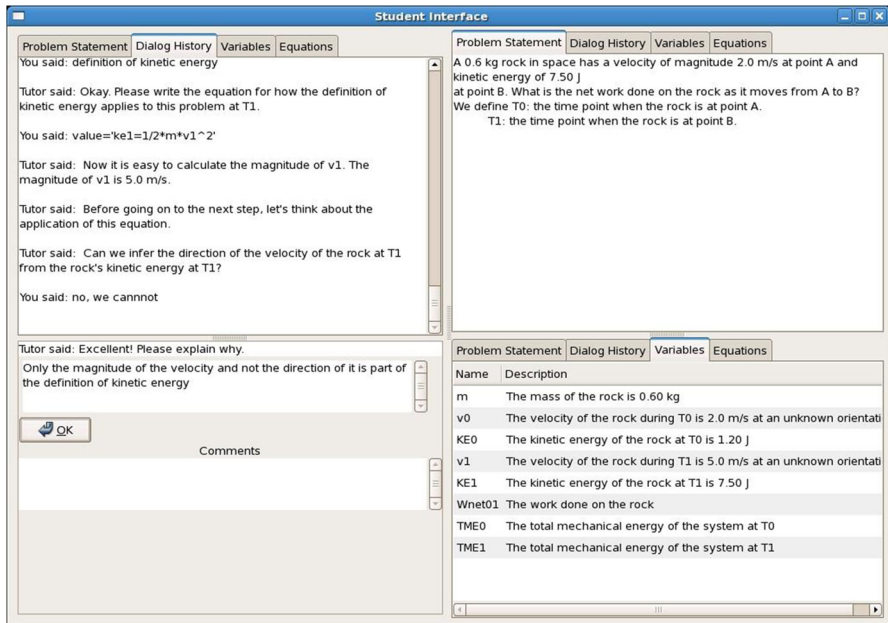 Student Interface
Problem Statement Dialog History Variables Equations
You said: definition of kinetic energy
Tutor said: Okay. Please write the equation for how the definition of
kinetic energy applies to this problem at T1.
You said: value='ke1=1/2*m*v1^2'
Tutor said: Now it is easy to calculate the magnitude of v1. The
magnitude of v1 is 5.0 m/s.
Tutor said: Before going on to the next step, let's think about the
application of this equation.
Tutor said: Can we infer the direction of the velocity of the rock at T1
from the rock's kinetic energy at T1?
You said: no, we cannnot
Tutor said: Excellent! Please explain why.
Only the magnitude of the velocity and not the direction of it is part of
the definition of kinetic energy
OK
Comments
Problem Statement Dialog History Variables Equations
A 0.6 kg rock in space has a velocity of magnitude 2.0 m/s at point A and
kinetic energy of 7.50 J
at point B. What is the net work done on the rock as it moves from A to B?
We define T0: the time point when the rock is at point A.
T1: the time point when the rock is at point B.
Problem Statement Dialog History Variables Equations
Name Description
m The mass of the rock is 0.60 kg
v0 The velocity of the rock during T0 is 2.0 m/s at an unknown orientati
KE0 The kinetic energy of the rock at T0 is 1.20 J
v1 The velocity of the rock during T1 is 5.0 m/s at an unknown orientati
KE1 The kinetic energy of the rock at T1 is 7.50 J
Wnet01 The work done on the rock
TME0 The total mechanical energy of the system at T0
TME1 The total mechanical energy of the system at T1